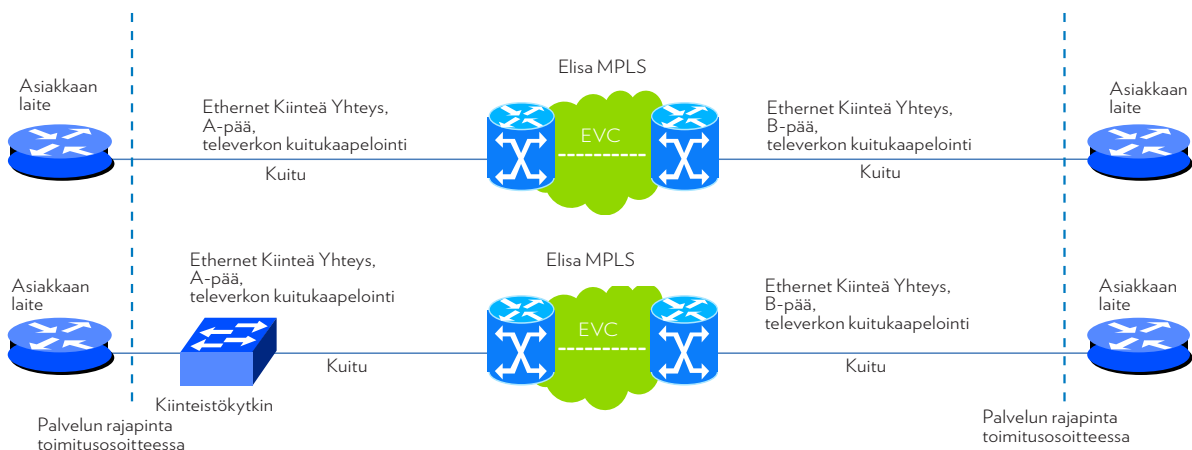 Elisa MPLS
Asiakkaan
laite
Ethernet Kiinteä Yhteys,
A-pää,
televerkon kuitukaapelointi
Kuitu
EVC
Ethernet Kiinteä Yhteys,
B-pää,
televerkon kuitukaapelointi
Kuitu
Asiakkaan
laite
Elisa MPLS
Asiakkaan
laite
Ethernet Kiinteä Yhteys,
A-pää,
televerkon kuitukaapelointi
Kuitu
Kiinteistökytkin
EVC
Ethernet Kiinteä Yhteys,
B-pää,
televerkon kuitukaapelointi
Kuitu
Asiakkaan
laite
Palvelun rajapinta
toimitusosoitteessa
Palvelun rajapinta
toimitusosoitteessa